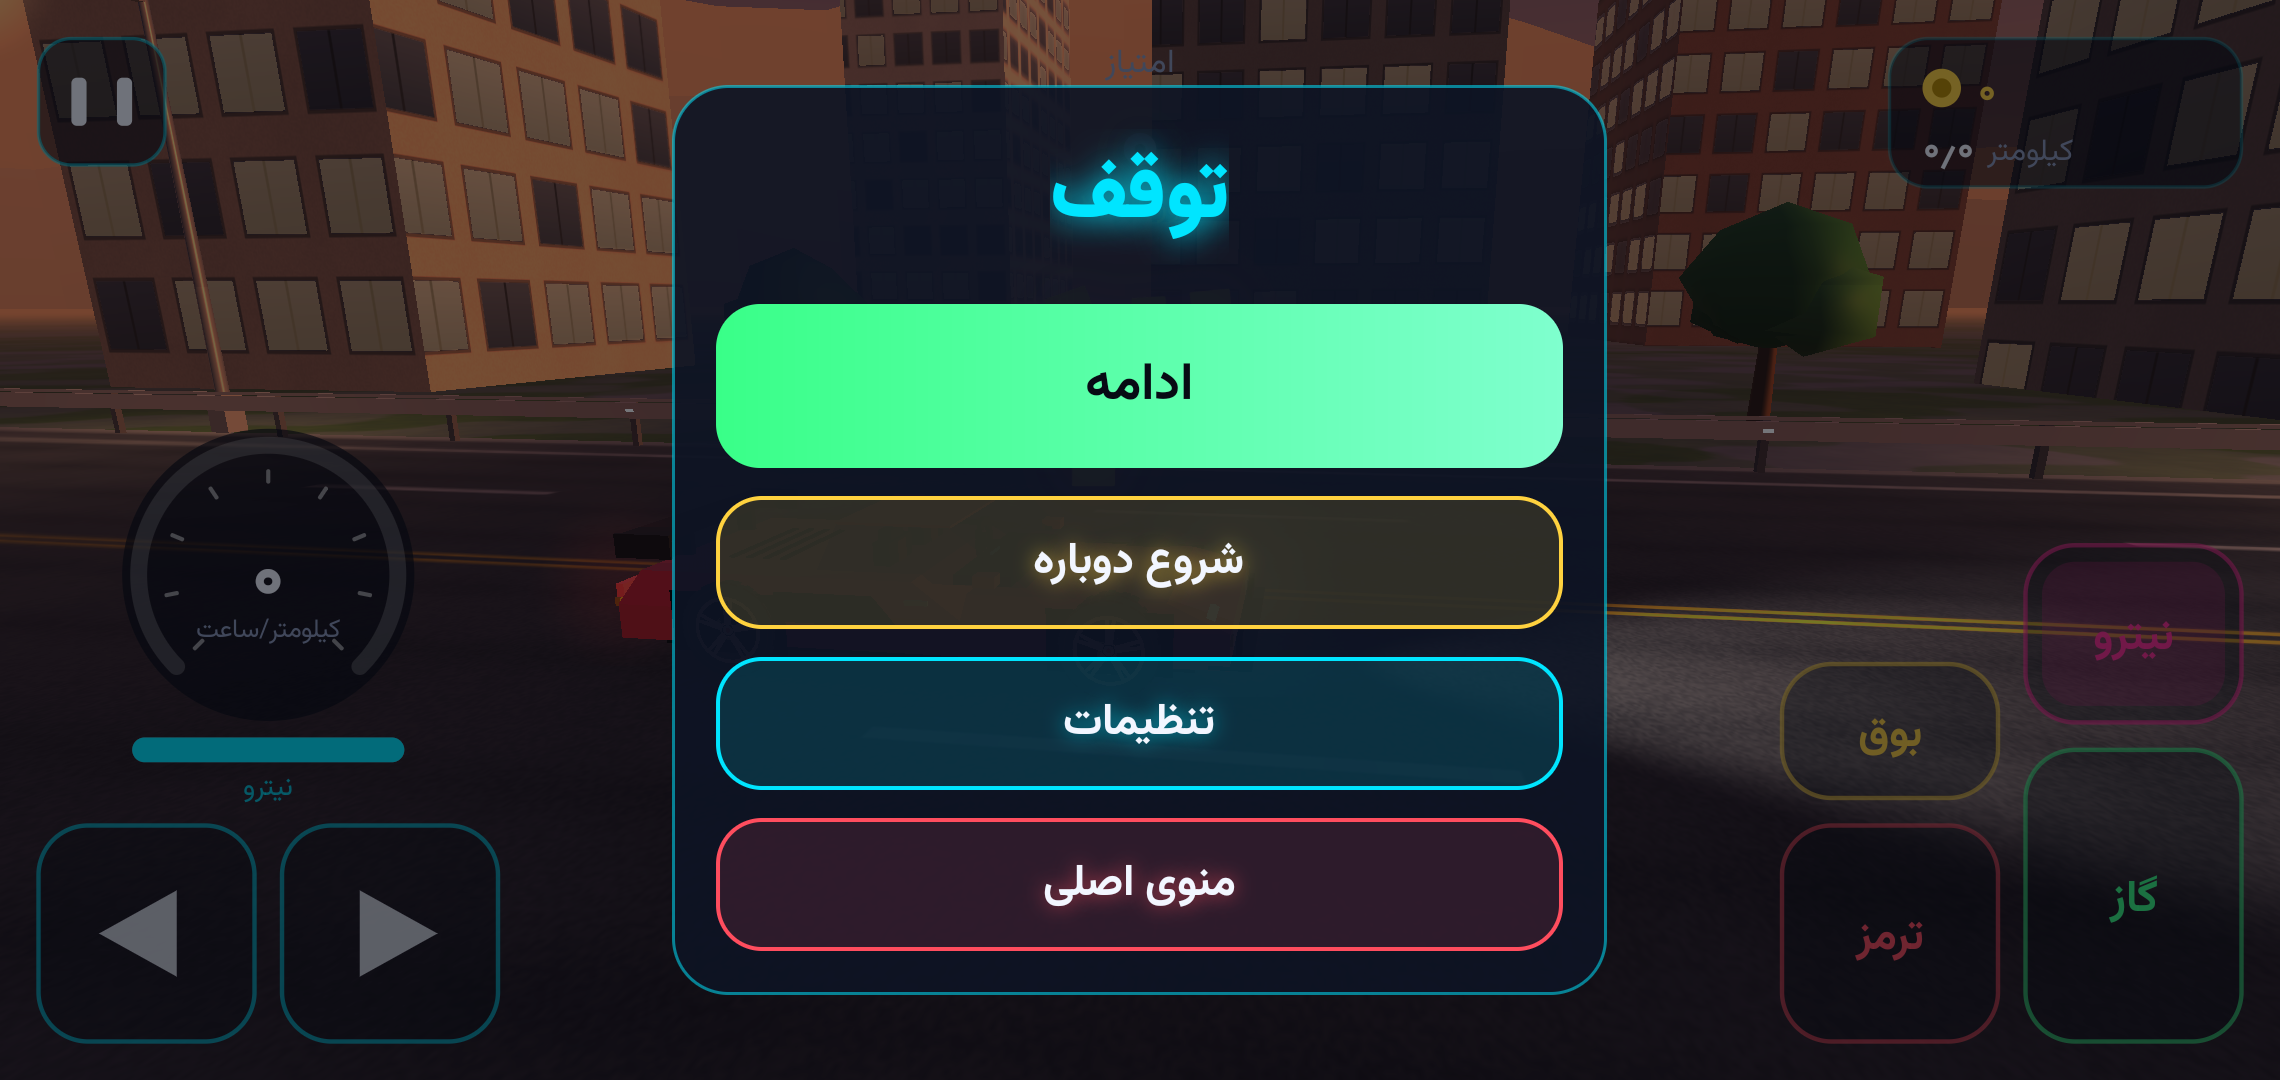 امتیاز
۰
۰٫۰ کیلومتر
توقف
ادامه
شروع دوباره
تنظیمات
منوی اصلی
۰
کیلومتر/ساعت
نیترو
نیترو
بوق
گاز
ترمز